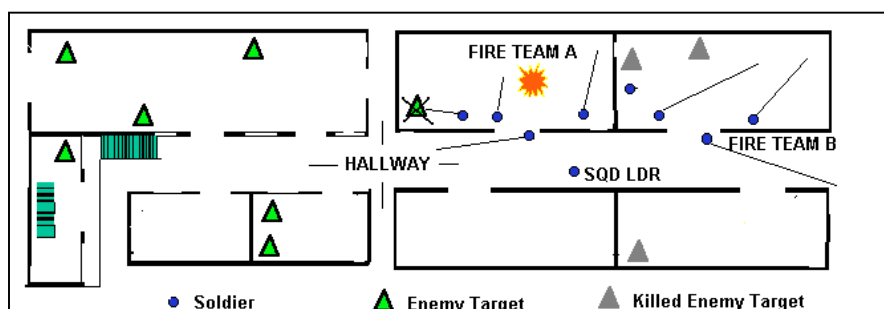 FIRE TEAM A
FIRE TEAM B
HALLWAY
SQD LDR
Soldier
Enemy Target
Killed Enemy Target